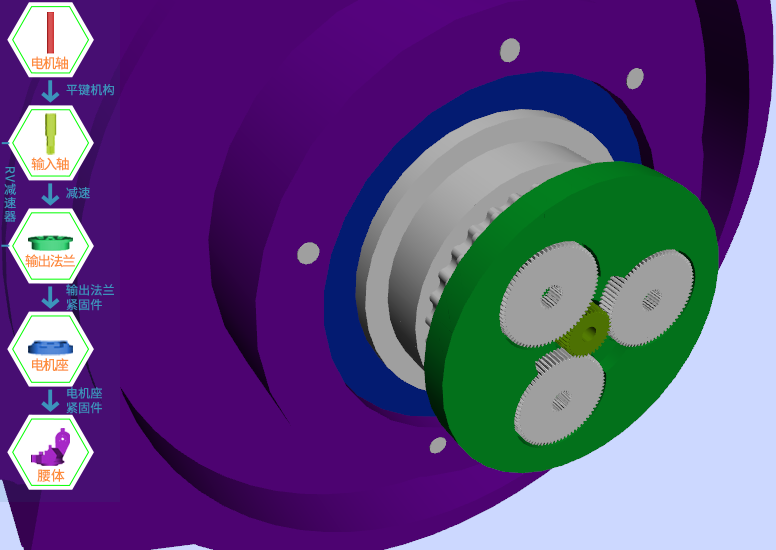 电机轴
平键机构
输入轴
RV减速器
减速
输出法兰
输出法兰
紧固件
电机座
电机座
紧固件
腰体